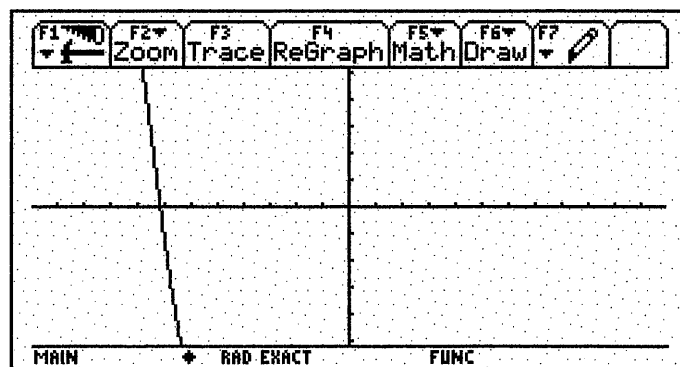 F1 F2 F3 F4 F5 F6 F7
Zoom Trace ReGraph Math Draw
MAIN RAD EXACT FUNC